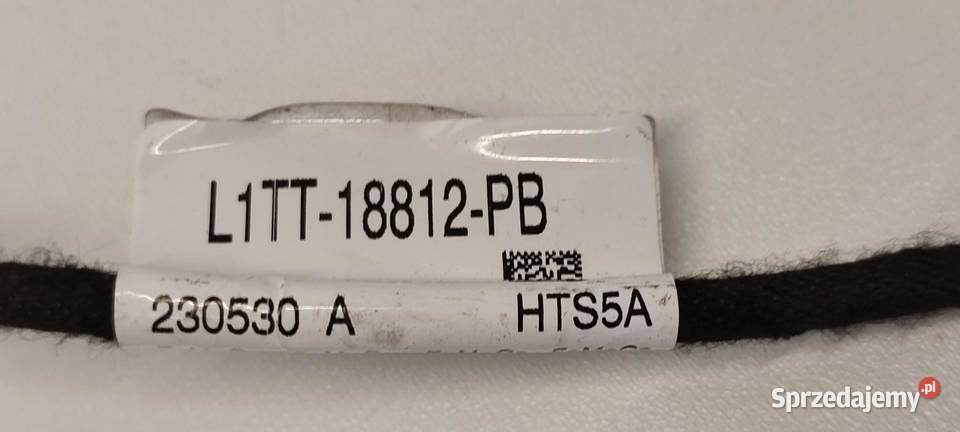 L1TT-18812-PB
230530 A HTS5A
Sprzedajemy.pl